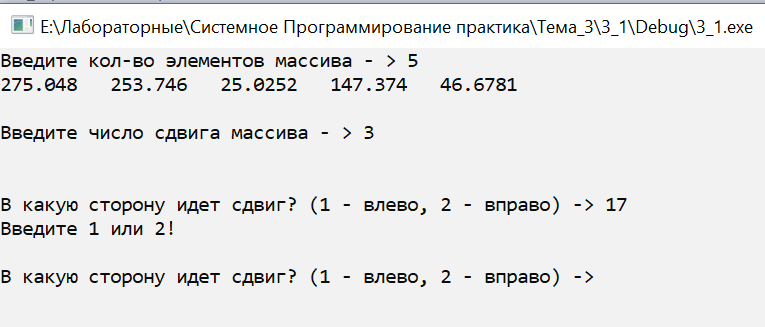 E:\Лабораторные\Системное Программирование практика\Тема_3\3_1\Debug\3_1.exe
Введите кол-во элементов массива - > 5
275.048   253.746   25.0252   147.374   46.6781
Введите число сдвига массива - > 3
В какую сторону идет сдвиг? (1 - влево, 2 - вправо) -> 17
Введите 1 или 2!
В какую сторону идет сдвиг? (1 - влево, 2 - вправо) ->